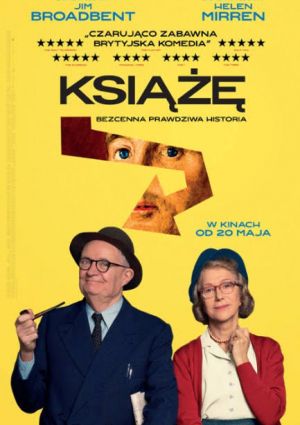 JIM
BROADBENT
HELEN
MIRREN
„CZARUJĄCO ZABAWNA
BRYTYJSKA KOMEDIA”
★★★★★ ★★★★★
★★★★ ★★★★ ★★★★ ★★★★
KSIĄŻĘ
BEZCENNA PRAWDZIWA HISTORIA
W KINACH
OD 20 MAJA